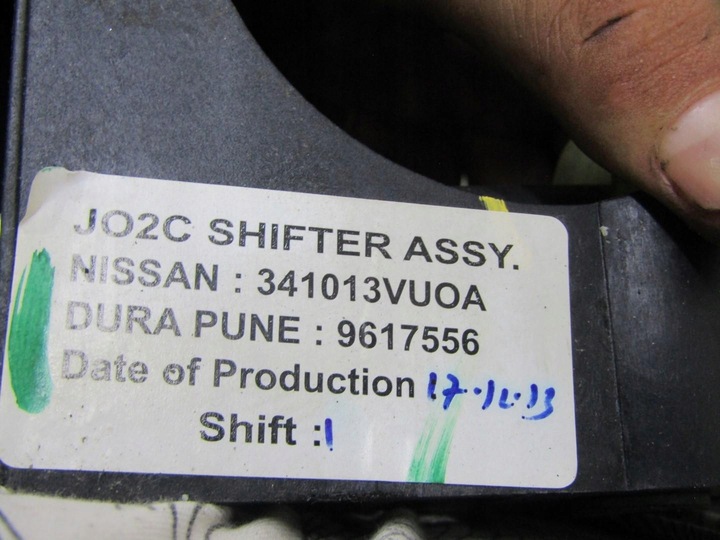 JO2C SHIFTER ASSY.
NISSAN : 341013VUOA
DURA PUNE : 9617556
Date of Production 17.12.13
Shift : 1